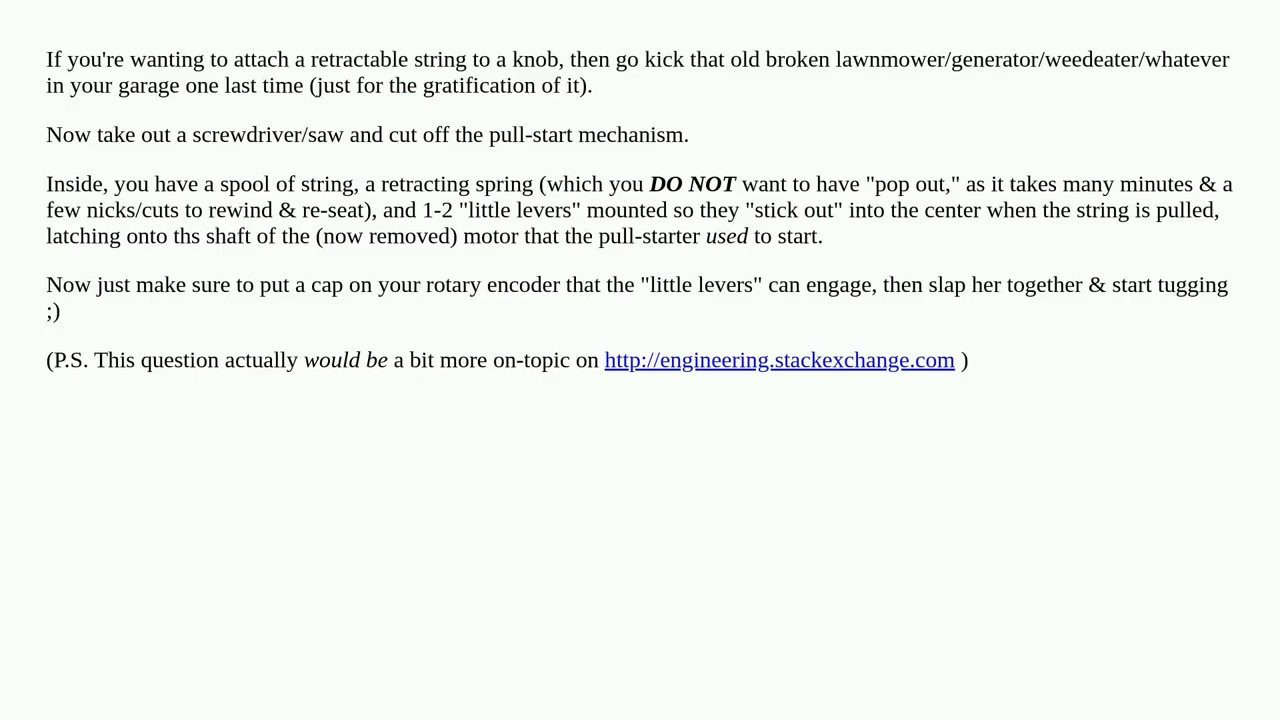 If you're wanting to attach a retractable string to a knob, then go kick that old broken lawnmower/generator/weedeater/whatever
in your garage one last time (just for the gratification of it).
Now take out a screwdriver/saw and cut off the pull-start mechanism.
Inside, you have a spool of string, a retracting spring (which you DO NOT want to have "pop out," as it takes many minutes & a
few nicks/cuts to rewind & re-seat), and 1-2 "little levers" mounted so they "stick out" into the center when the string is pulled,
latching onto ths shaft of the (now removed) motor that the pull-starter used to start.
Now just make sure to put a cap on your rotary encoder that the "little levers" can engage, then slap her together & start tugging
;)
(P.S. This question actually would be a bit more on-topic on http://engineering.stackexchange.com )